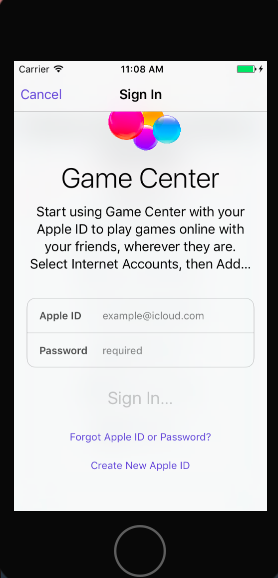 Carrier 11:08 AM
Cancel Sign In
Game Center
Start using Game Center with your
Apple ID to play games online with
your friends, wherever they are.
Select Internet Accounts, then Add...
Apple ID example@icloud.com
Password required
Sign In...
Forgot Apple ID or Password?
Create New Apple ID